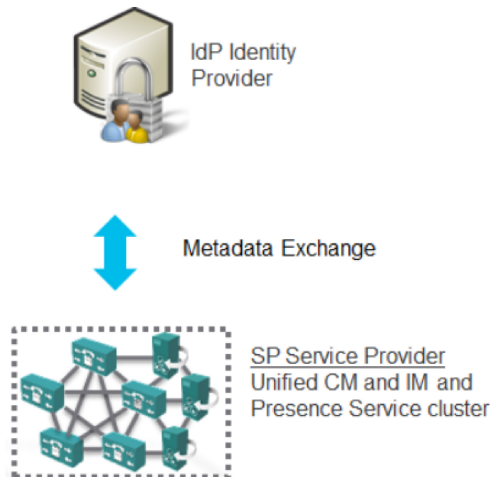 IdP Identity
Provider
Metadata Exchange
SP Service Provider
Unified CM and IM and
Presence Service cluster